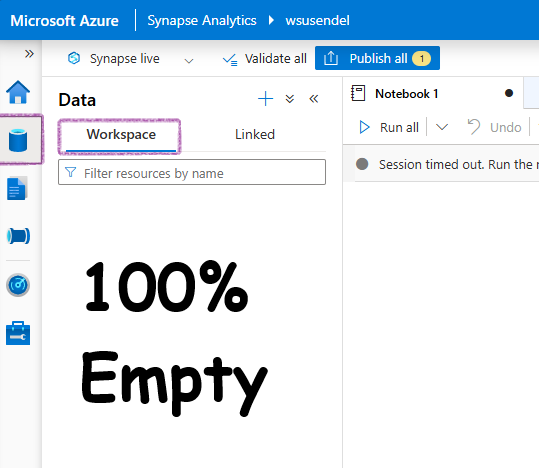 Microsoft Azure Synapse Analytics > wsusendel
» Synapse live Validate all Publish all 1
Data
Notebook 1
Workspace Linked
Run all Undo
Filter resources by name
Session timed out. Run the
100%
Empty